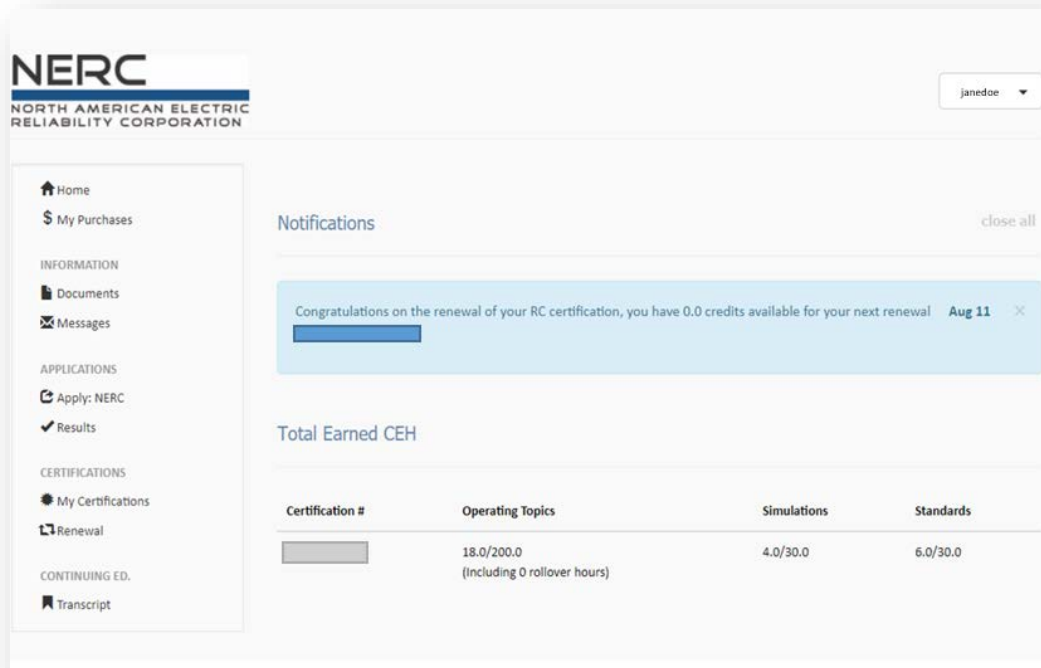 NERC
NORTH AMERICAN ELECTRIC
RELIABILITY CORPORATION
janedoe
Home
$ My Purchases
INFORMATION
Documents
Messages
APPLICATIONS
Apply: NERC
Results
CERTIFICATIONS
My Certifications
Renewal
CONTINUING ED.
Transcript
Notifications
close all
Congratulations on the renewal of your RC certification, you have 0.0 credits available for your next renewal Aug 11 ×
Total Earned CEH
Certification # Operating Topics Simulations Standards
18.0/200.0 4.0/30.0 6.0/30.0
(Including 0 rollover hours)